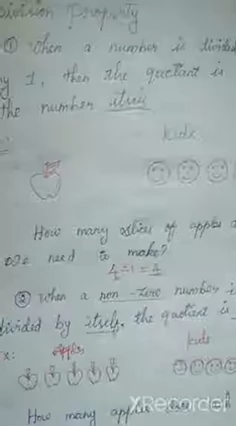 Division Property
① When a number is divided
by 1, then the quotient is
the number itself
kids
How many slices of apples
we need to make?
4÷1=4
② When a non-zero number is
divided by itself, the quotient is
apples
kids
How many apples
XRecorder